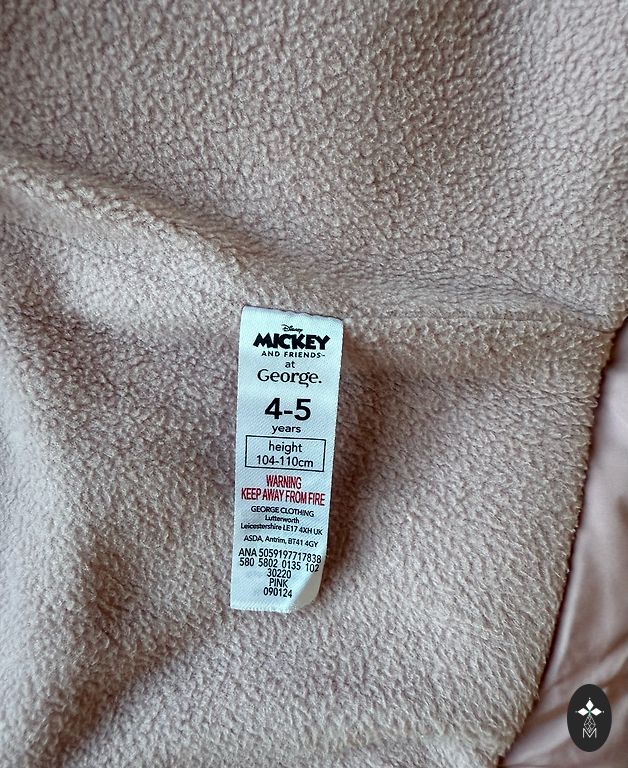 Disney
MICKEY
AND FRIENDS™
at
George.
4-5
years
height
104-110cm
WARNING
KEEP AWAY FROM FIRE
GEORGE CLOTHING
Lutterworth
Leicestershire LE17 4XH UK
ASDA, Antrim, BT41 4GY
ANA 5059197717838
580 5802 0135 102
30220
PINK
090124
M